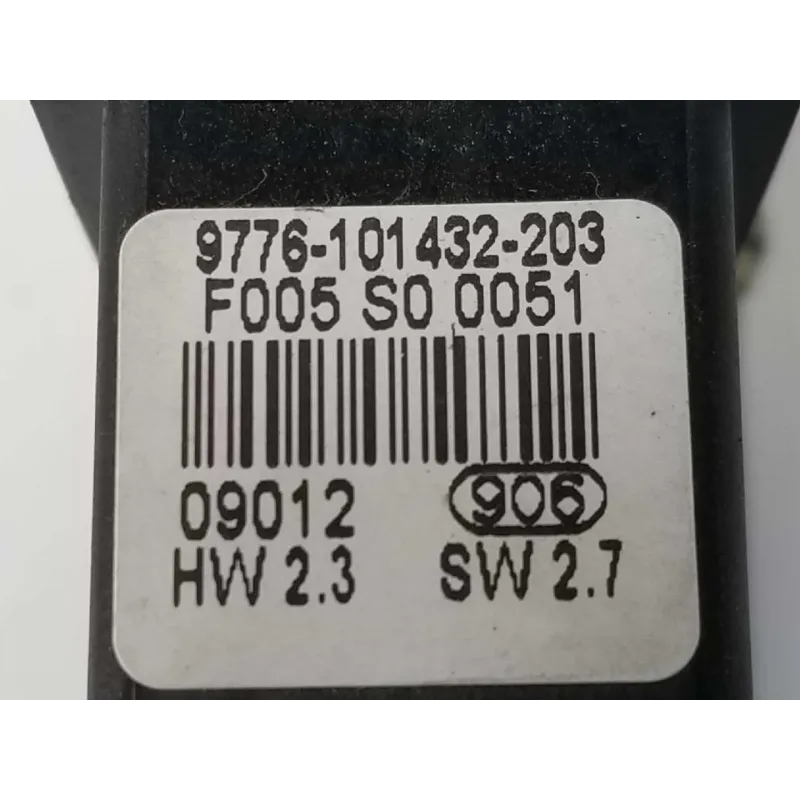 9776-101432-203
F005 S0 0051
09012 906
HW 2.3 SW 2.7